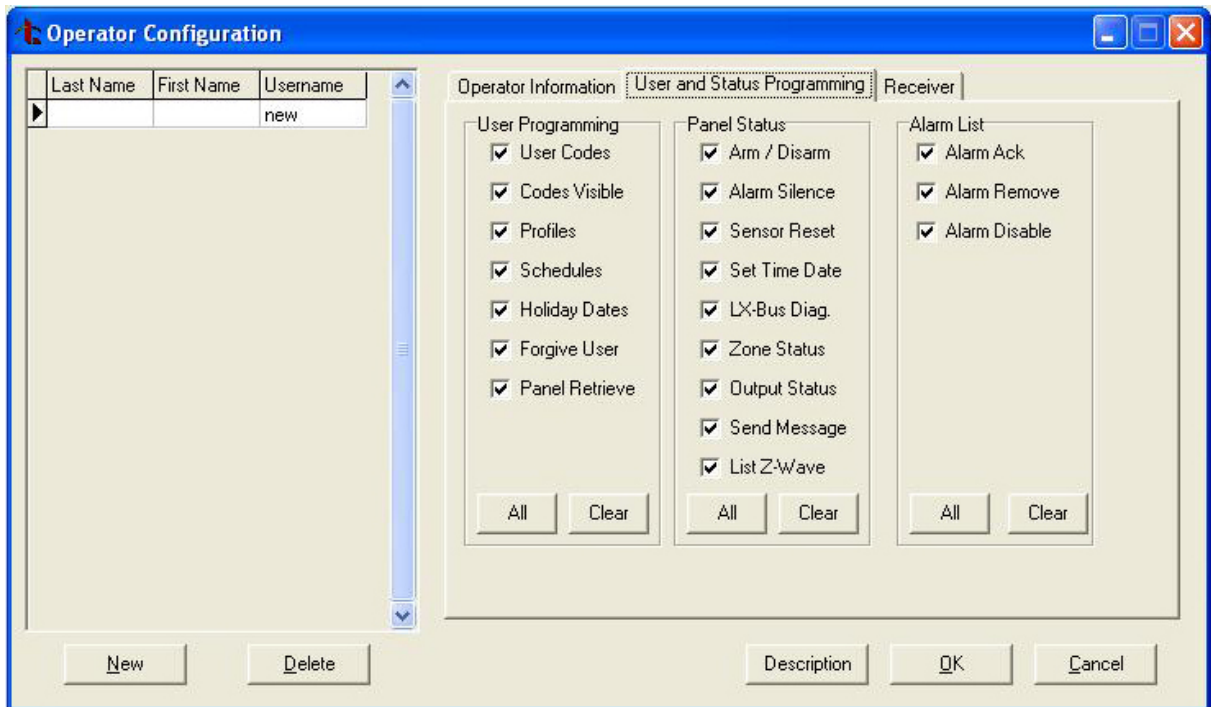 Operator Configuration
Last Name First Name Username
new
Operator Information User and Status Programming Receiver
User Programming
User Codes
Codes Visible
Profiles
Schedules
Holiday Dates
Forgive User
Panel Retrieve
All Clear
Panel Status
Arm / Disarm
Alarm Silence
Sensor Reset
Set Time Date
LX-Bus Diag.
Zone Status
Output Status
Send Message
List Z-Wave
All Clear
Alarm List
Alarm Ack
Alarm Remove
Alarm Disable
All Clear
New Delete
Description OK Cancel